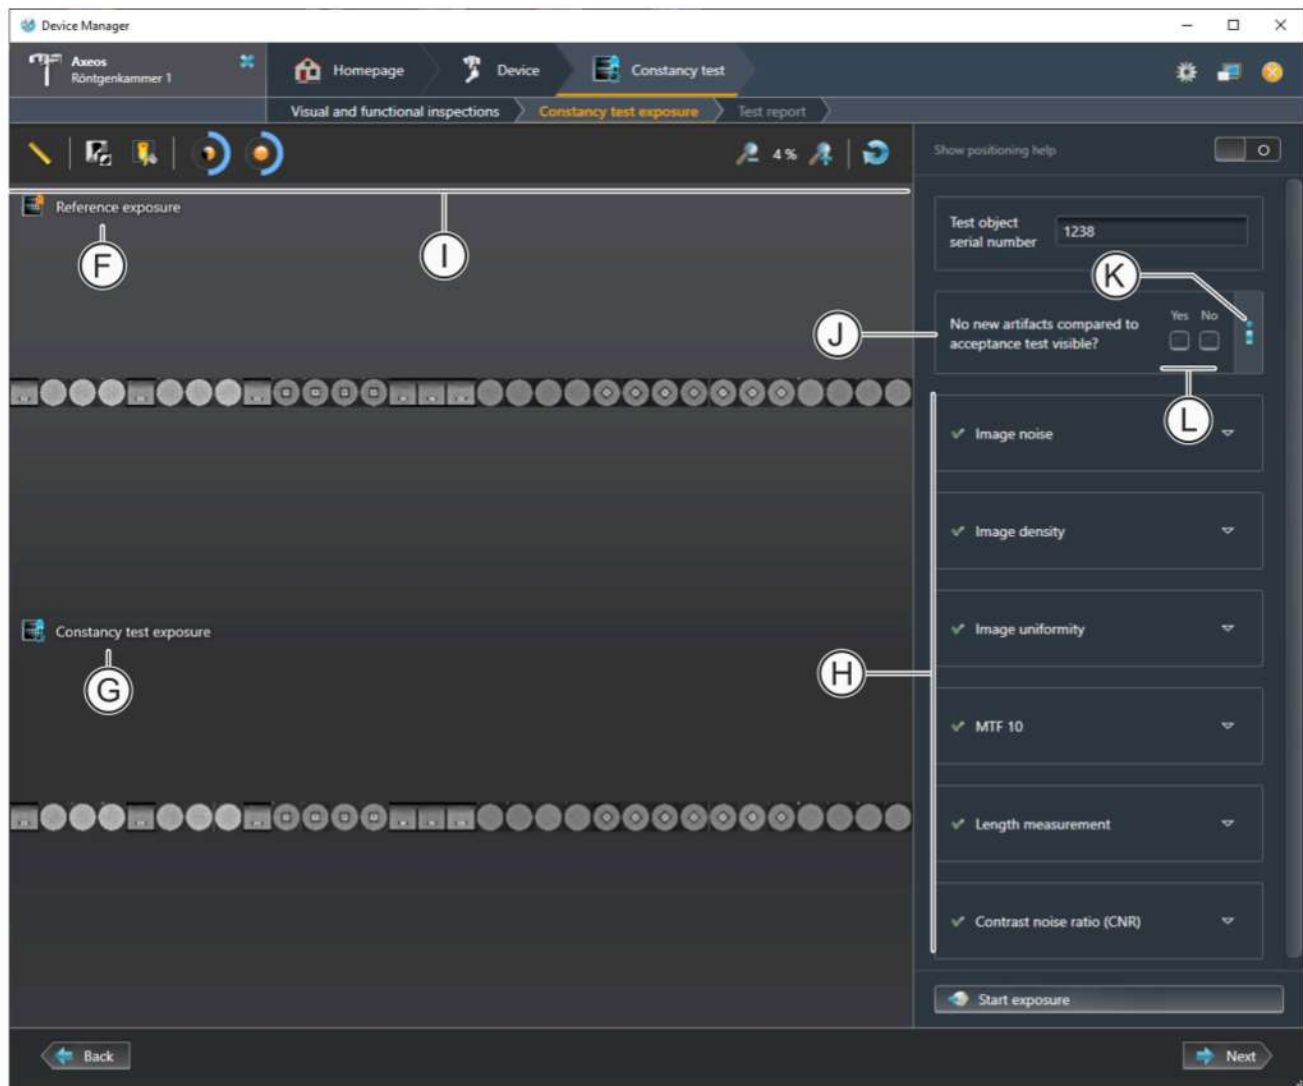 Device Manager
Axeos
Röntgenkammer 1
Homepage
Device
Constancy test
Visual and functional inspections
Constancy test exposure
Test report
4 %
Show positioning help
Reference exposure
F
I
Test object
serial number
1238
K
J
No new artifacts compared to
acceptance test visible?
Yes No
L
Image noise
Image density
Constancy test exposure
G
Image uniformity
H
MTF 10
Length measurement
Contrast noise ratio (CNR)
Start exposure
Back
Next